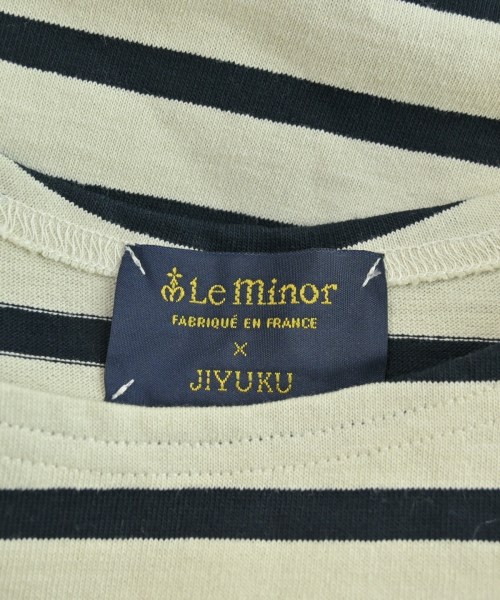 Le minor
FABRIQUÉ EN FRANCE
×
JIYUKU